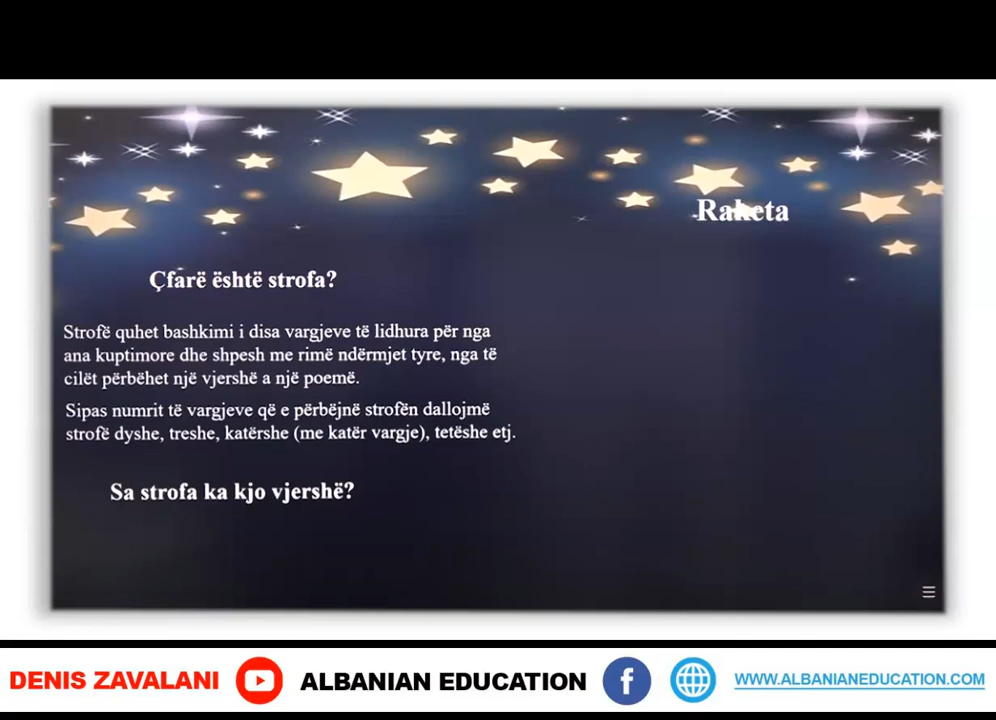 Raketa
Çfarë është strofa?
Strofë quhet bashkimi i disa vargjeve të lidhura për nga
ana kuptimore dhe shpesh me rimë ndërmjet tyre, nga të
cilët përbëhet një vjershë a një poemë.
Sipas numrit të vargjeve që e përbëjnë strofën dallojmë
strofë dyshe, treshe, katërshe (me katër vargje), tetëshe etj.
Sa strofa ka kjo vjershë?
DENIS ZAVALANI
ALBANIAN EDUCATION
f
WWW.ALBANIANEDUCATION.COM